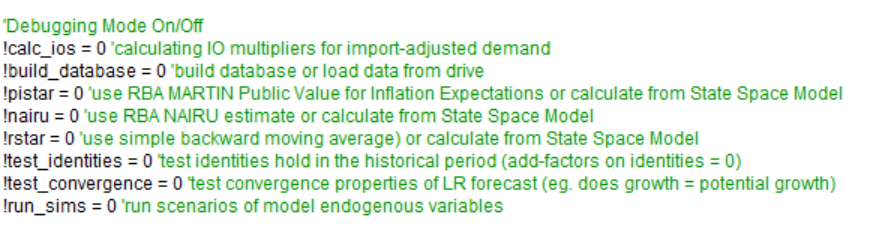 'Debugging Mode On/Off
!calc_ios = 0 'calculating IO multipliers for import-adjusted demand
!build_database = 0 'build database or load data from drive
!pistar = 0 'use RBA MARTIN Public Value for Inflation Expectations or calculate from State Space Model
!nairu = 0 'use RBA NAIRU estimate or calculate from State Space Model
!rstar = 0 'use simple backward moving average) or calculate from State Space Model
!test_identities = 0 'test identities hold in the historical period (add-factors on identities = 0)
!test_convergence = 0 'test convergence properties of LR forecast (eg. does growth = potential growth)
!run_sims = 0 'run scenarios of model endogenous variables